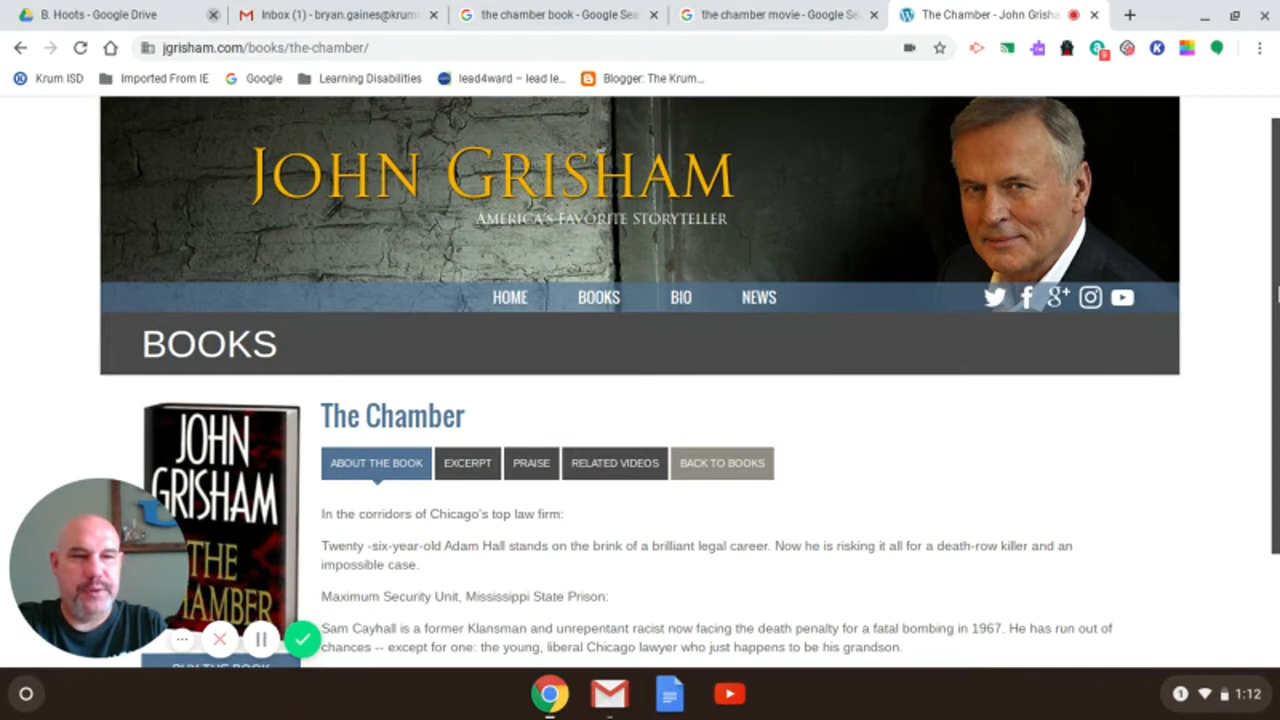 B. Hoots - Google Drive
Inbox (1) - bryan.gaines@krum
the chamber book - Google Sea
the chamber movie - Google Se
The Chamber - John Grisha
jgrisham.com/books/the-chamber/
Krum ISD
Imported From IE
Google
Learning Disabilities
lead4ward – lead le...
Blogger: The Krum...
JOHN GRISHAM
AMERICA'S FAVORITE STORYTELLER
HOME BOOKS BIO NEWS
BOOKS
JOHN
GRISHAM
THE
The Chamber
ABOUT THE BOOK EXCERPT PRAISE RELATED VIDEOS BACK TO BOOKS
In the corridors of Chicago's top law firm:
Twenty -six-year-old Adam Hall stands on the brink of a brilliant legal career. Now he is risking it all for a death-row killer and an
impossible case.
Maximum Security Unit, Mississippi State Prison:
Sam Cayhall is a former Klansman and unrepentant racist now facing the death penalty for a fatal bombing in 1967. He has run out of
chances -- except for one: the young, liberal Chicago lawyer who just happens to be his grandson.
BUY THE BOOK
1:12